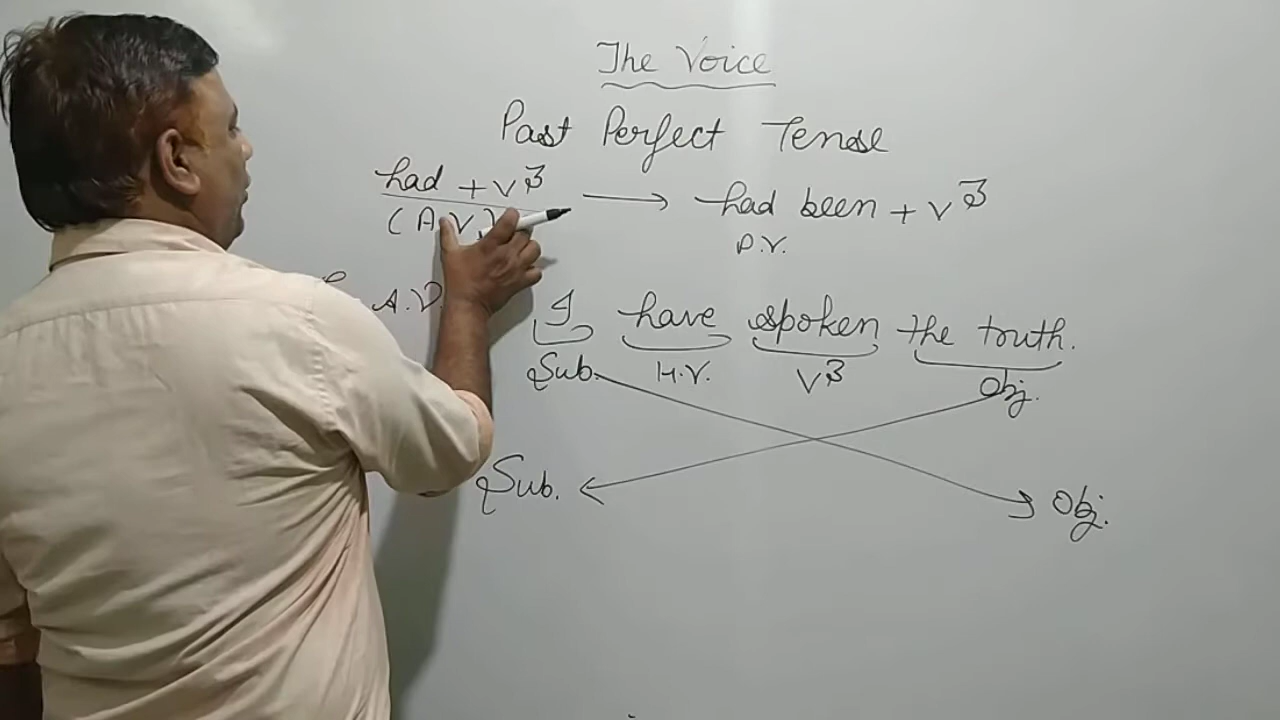 The Voice
Past Perfect Tense
had + V3 → had been + V3
(A.V.) P.V.
A.V. I have spoken the truth.
Sub. H.V. V3 Obj.
Sub. Obj.